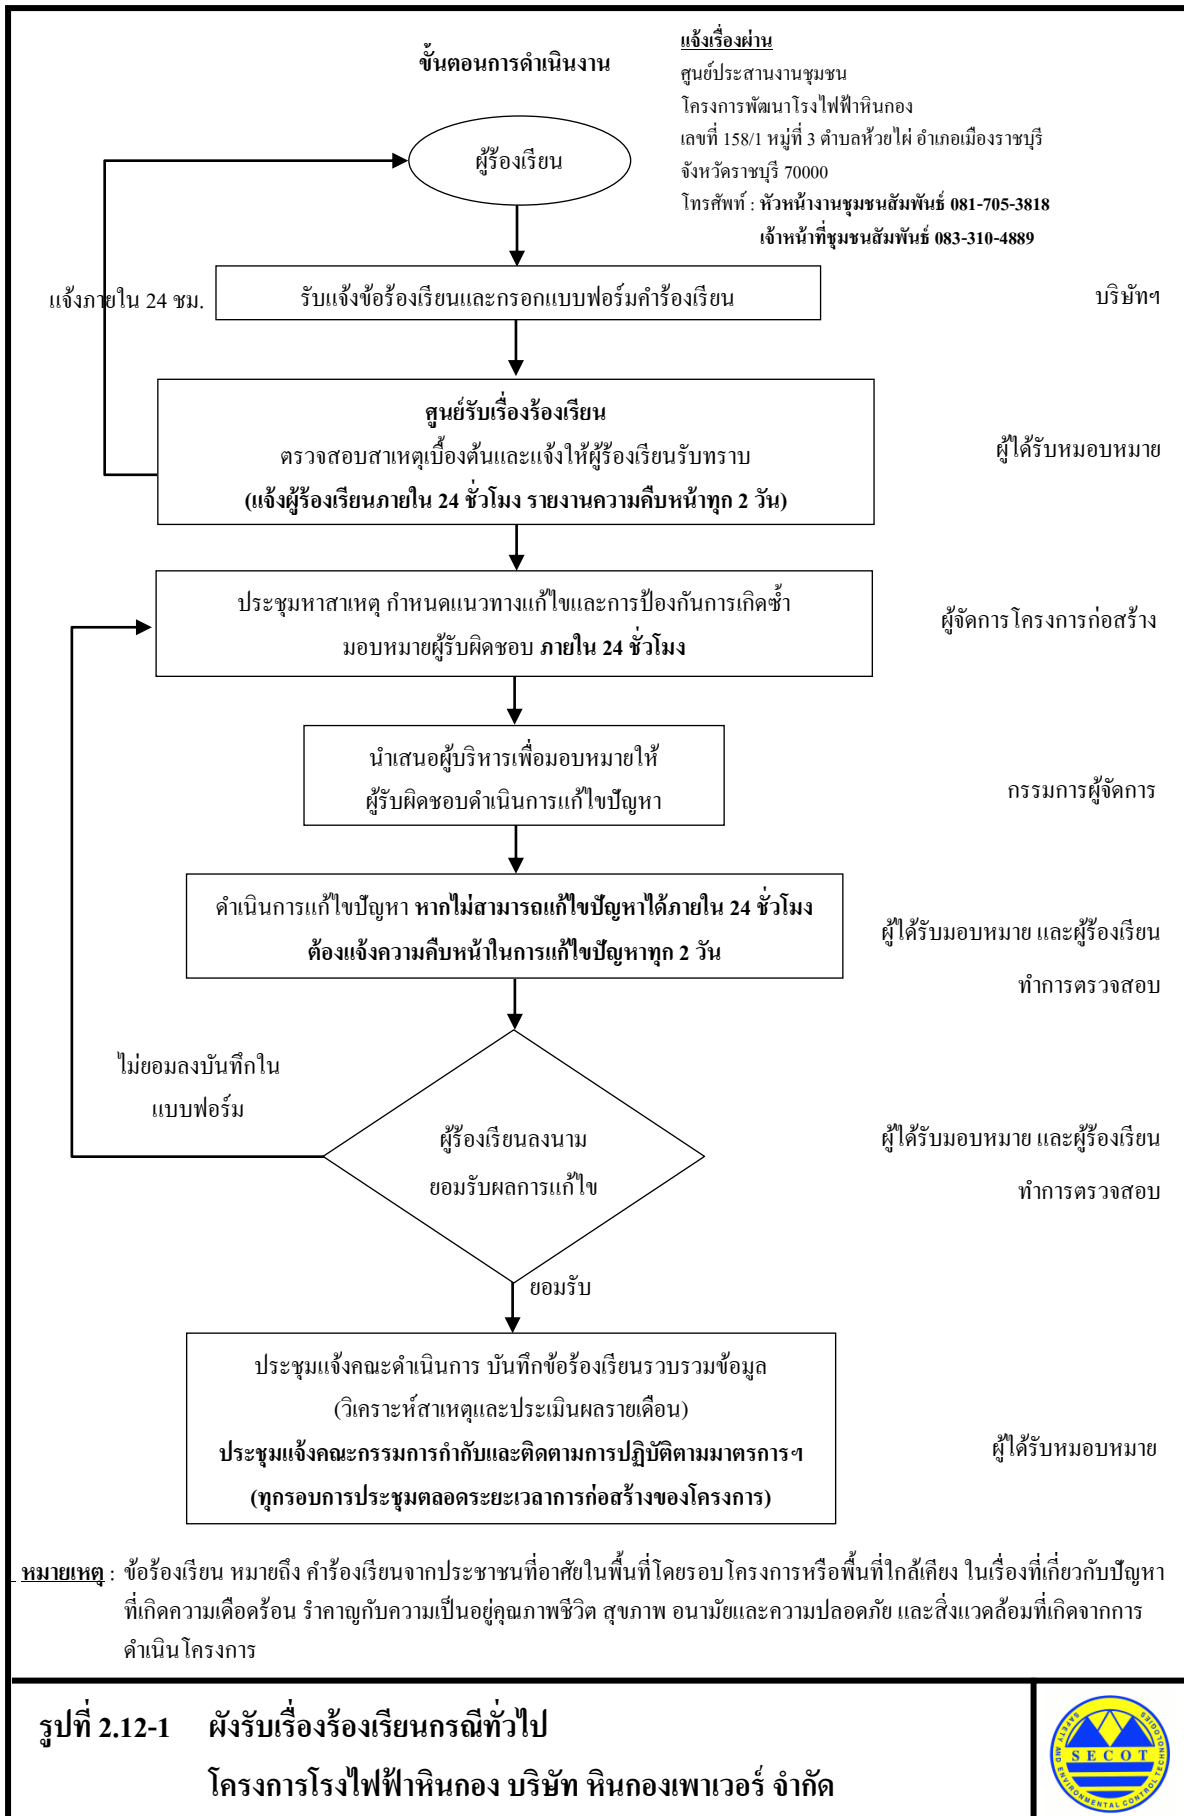 ขั้นตอนการดำเนินงาน
แจ้งเรื่องผ่าน
ศูนย์ประสานงานชุมชน
โครงการพัฒนาโรงไฟฟ้าหินกอง
เลขที่ 158/1 หมู่ที่ 3 ตำบลห้วยไผ่ อำเภอเมืองราชบุรี
จังหวัดราชบุรี 70000
โทรศัพท์ : หัวหน้างานชุมชนสัมพันธ์ 081-705-3818
เจ้าหน้าที่ชุมชนสัมพันธ์ 083-310-4889
ผู้ร้องเรียน
แจ้งภายใน 24 ชม.
รับแจ้งข้อร้องเรียนและกรอกแบบฟอร์มคำร้องเรียน
บริษัทฯ
ศูนย์รับเรื่องร้องเรียน
ตรวจสอบสาเหตุเบื้องต้นและแจ้งให้ผู้ร้องเรียนรับทราบ
(แจ้งผู้ร้องเรียนภายใน 24 ชั่วโมง รายงานความคืบหน้าทุก 2 วัน)
ผู้ได้รับหมอบหมาย
ประชุมหาสาเหตุ กำหนดแนวทางแก้ไขและการป้องกันการเกิดซ้ำ
มอบหมายผู้รับผิดชอบ ภายใน 24 ชั่วโมง
ผู้จัดการโครงการก่อสร้าง
นำเสนอผู้บริหารเพื่อมอบหมายให้
ผู้รับผิดชอบดำเนินการแก้ไขปัญหา
กรรมการผู้จัดการ
ดำเนินการแก้ไขปัญหา หากไม่สามารถแก้ไขปัญหาได้ภายใน 24 ชั่วโมง
ต้องแจ้งความคืบหน้าในการแก้ไขปัญหาทุก 2 วัน
ผู้ได้รับมอบหมาย และผู้ร้องเรียน
ทำการตรวจสอบ
ไม่ยอมลงบันทึกใน
แบบฟอร์ม
ผู้ร้องเรียนลงนาม
ยอมรับผลการแก้ไข
ผู้ได้รับมอบหมาย และผู้ร้องเรียน
ทำการตรวจสอบ
ยอมรับ
ประชุมแจ้งคณะดำเนินการ บันทึกข้อร้องเรียนรวบรวมข้อมูล
(วิเคราะห์สาเหตุและประเมินผลรายเดือน)
ประชุมแจ้งคณะกรรมการกำกับและติดตามการปฏิบัติตามมาตรการฯ
(ทุกรอบการประชุมตลอดระยะเวลาการก่อสร้างของโครงการ)
ผู้ได้รับหมอบหมาย
หมายเหตุ : ข้อร้องเรียน หมายถึง คำร้องเรียนจากประชาชนที่อาศัยในพื้นที่โดยรอบโครงการหรือพื้นที่ใกล้เคียง ในเรื่องที่เกี่ยวกับปัญหา
ที่เกิดความเดือดร้อน รำคาญกับความเป็นอยู่คุณภาพชีวิต สุขภาพ อนามัยและความปลอดภัย และสิ่งแวดล้อมที่เกิดจากการ
ดำเนินโครงการ
รูปที่ 2.12-1 ผังรับเรื่องร้องเรียนกรณีทั่วไป
โครงการโรงไฟฟ้าหินกอง บริษัท หินกองเพาเวอร์ จำกัด
SAFETY AND ENVIRONMENTAL CONTROL TECHNOLOGIES
SECOT